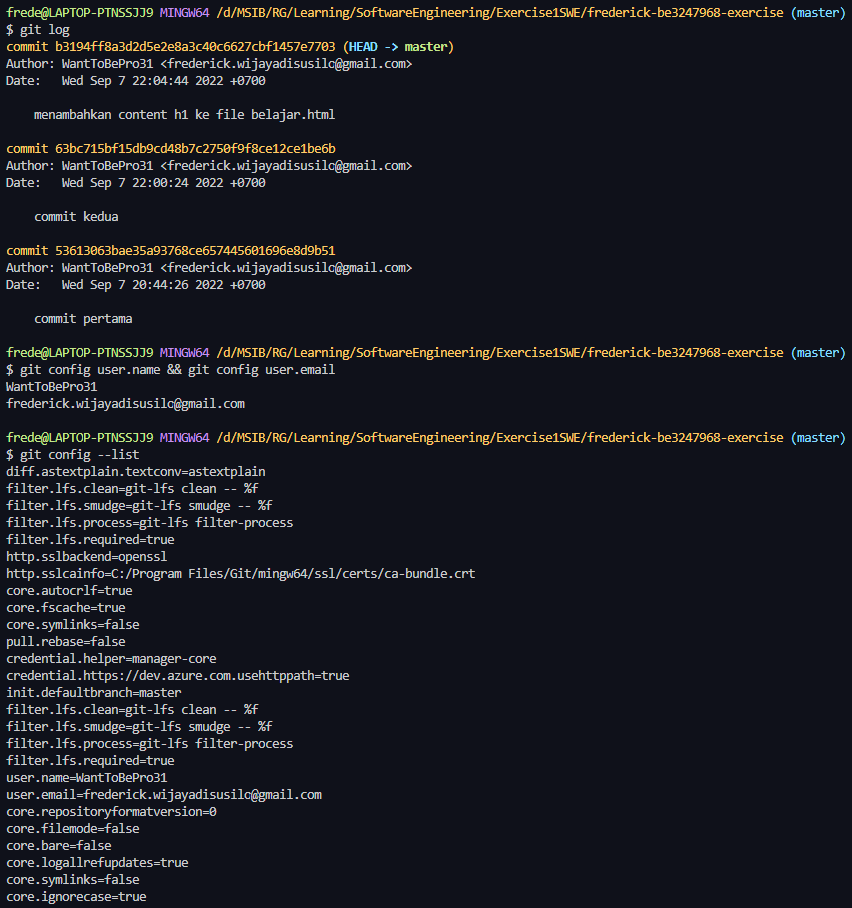 frede@LAPTOP-PTNSSJJ9 MINGW64 /d/MSIB/RG/Learning/SoftwareEngineering/Exercise1SWE/frederick-be3247968-exercise (master)
$ git log
commit b3194ff8a3d2d5e2e8a3c40c6627cbf1457e7703 (HEAD -> master)
Author: WantToBePro31 <frederick.wijayadisusilo@gmail.com>
Date:   Wed Sep 7 22:04:44 2022 +0700
    menambahkan content h1 ke file belajar.html
commit 63bc715bf15db9cd48b7c2750f9f8ce12ce1be6b
Author: WantToBePro31 <frederick.wijayadisusilo@gmail.com>
Date:   Wed Sep 7 22:00:24 2022 +0700
    commit kedua
commit 53613063bae35a93768ce657445601696e8d9b51
Author: WantToBePro31 <frederick.wijayadisusilo@gmail.com>
Date:   Wed Sep 7 20:44:26 2022 +0700
    commit pertama
frede@LAPTOP-PTNSSJJ9 MINGW64 /d/MSIB/RG/Learning/SoftwareEngineering/Exercise1SWE/frederick-be3247968-exercise (master)
$ git config user.name && git config user.email
WantToBePro31
frederick.wijayadisusilo@gmail.com
frede@LAPTOP-PTNSSJJ9 MINGW64 /d/MSIB/RG/Learning/SoftwareEngineering/Exercise1SWE/frederick-be3247968-exercise (master)
$ git config --list
diff.astextplain.textconv=astextplain
filter.lfs.clean=git-lfs clean -- %f
filter.lfs.smudge=git-lfs smudge -- %f
filter.lfs.process=git-lfs filter-process
filter.lfs.required=true
http.sslbackend=openssl
http.sslcainfo=C:/Program Files/Git/mingw64/ssl/certs/ca-bundle.crt
core.autocrlf=true
core.fscache=true
core.symlinks=false
pull.rebase=false
credential.helper=manager-core
credential.https://dev.azure.com.usehttppath=true
init.defaultbranch=master
filter.lfs.clean=git-lfs clean -- %f
filter.lfs.smudge=git-lfs smudge -- %f
filter.lfs.process=git-lfs filter-process
filter.lfs.required=true
user.name=WantToBePro31
user.email=frederick.wijayadisusilo@gmail.com
core.repositoryformatversion=0
core.filemode=false
core.bare=false
core.logallrefupdates=true
core.symlinks=false
core.ignorecase=true